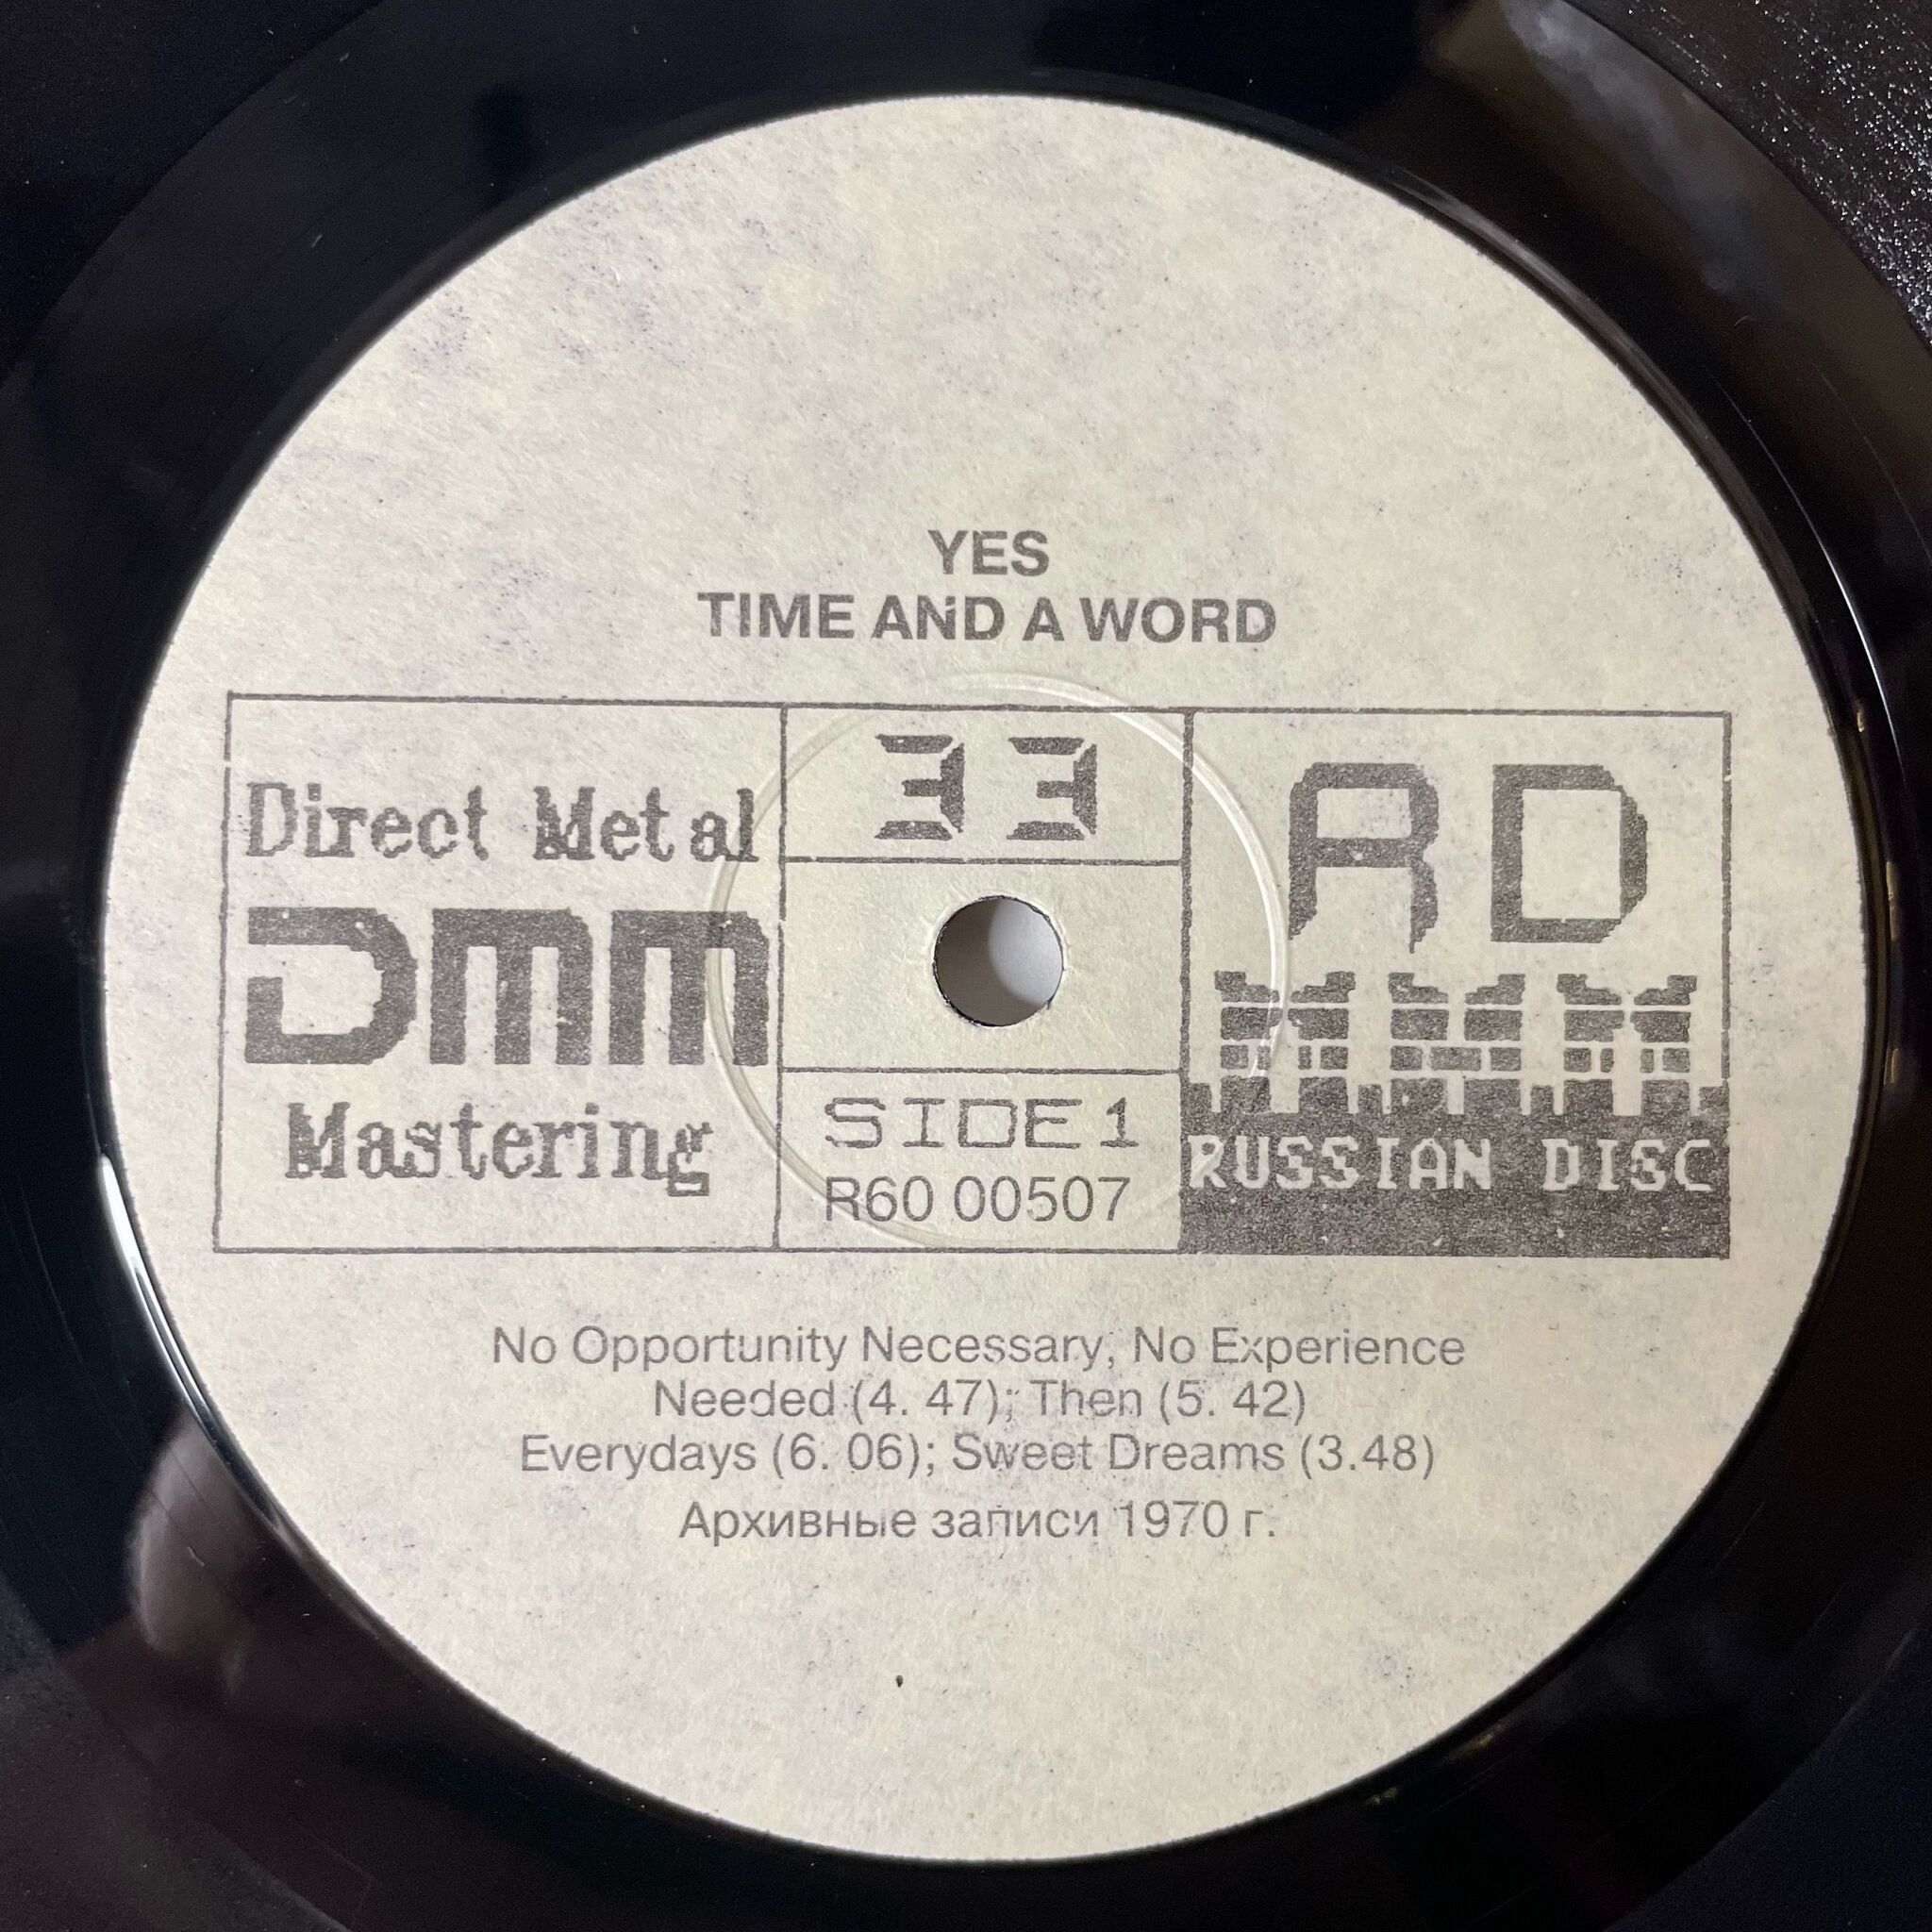 YES
TIME AND A WORD
Direct Metal
DMM
Mastering
33
SIDE 1
R60 00507
RD
RUSSIAN DISC
No Opportunity Necessary, No Experience
Needed (4. 47); Then (5. 42)
Everydays (6. 06); Sweet Dreams (3.48)
Архивные записи 1970 г.